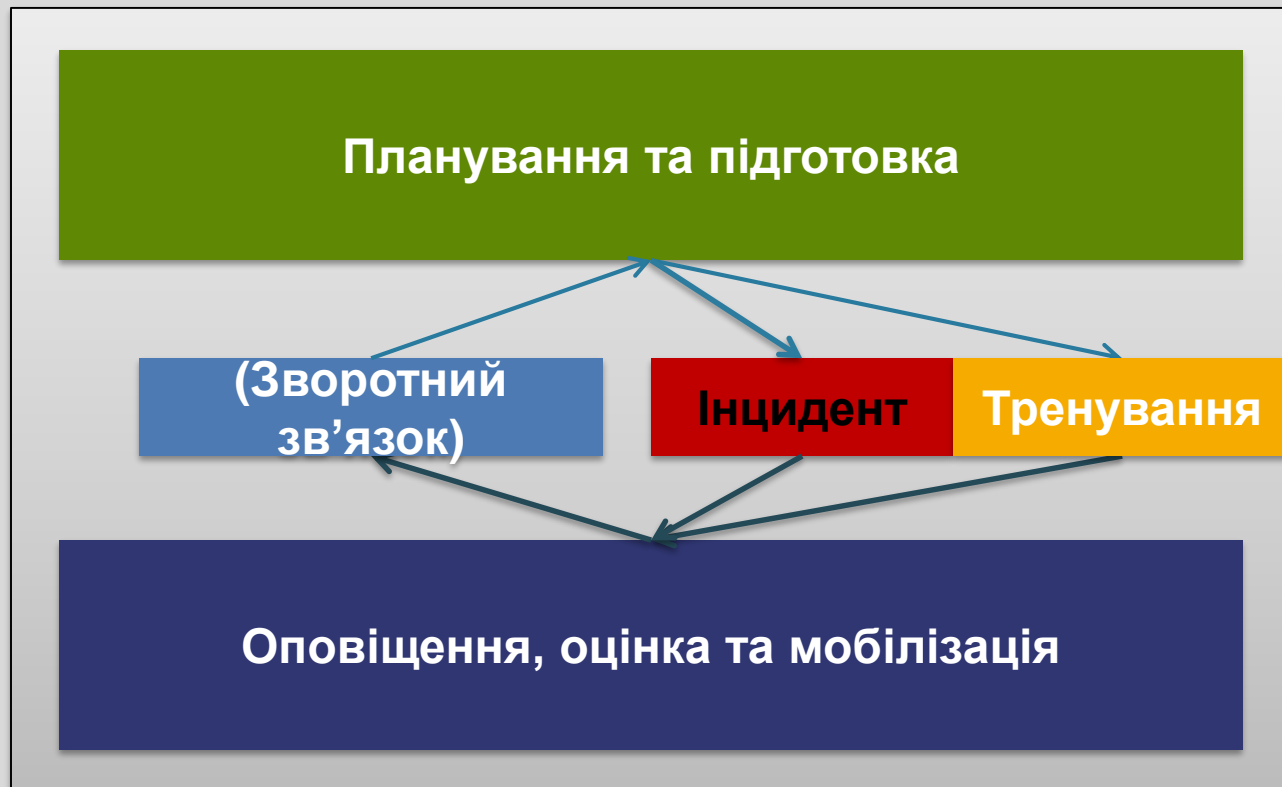 Планування та підготовка
(Зворотний
зв’язок)
Інцидент
Тренування
Оповіщення, оцінка та мобілізація